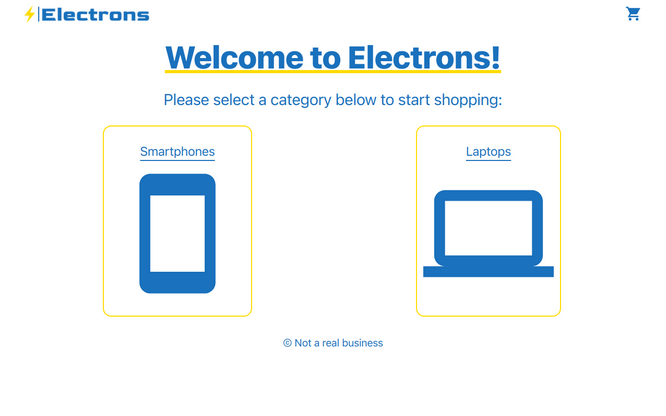 Electrons
Welcome to Electrons!
Please select a category below to start shopping:
Smartphones
Laptops
© Not a real business